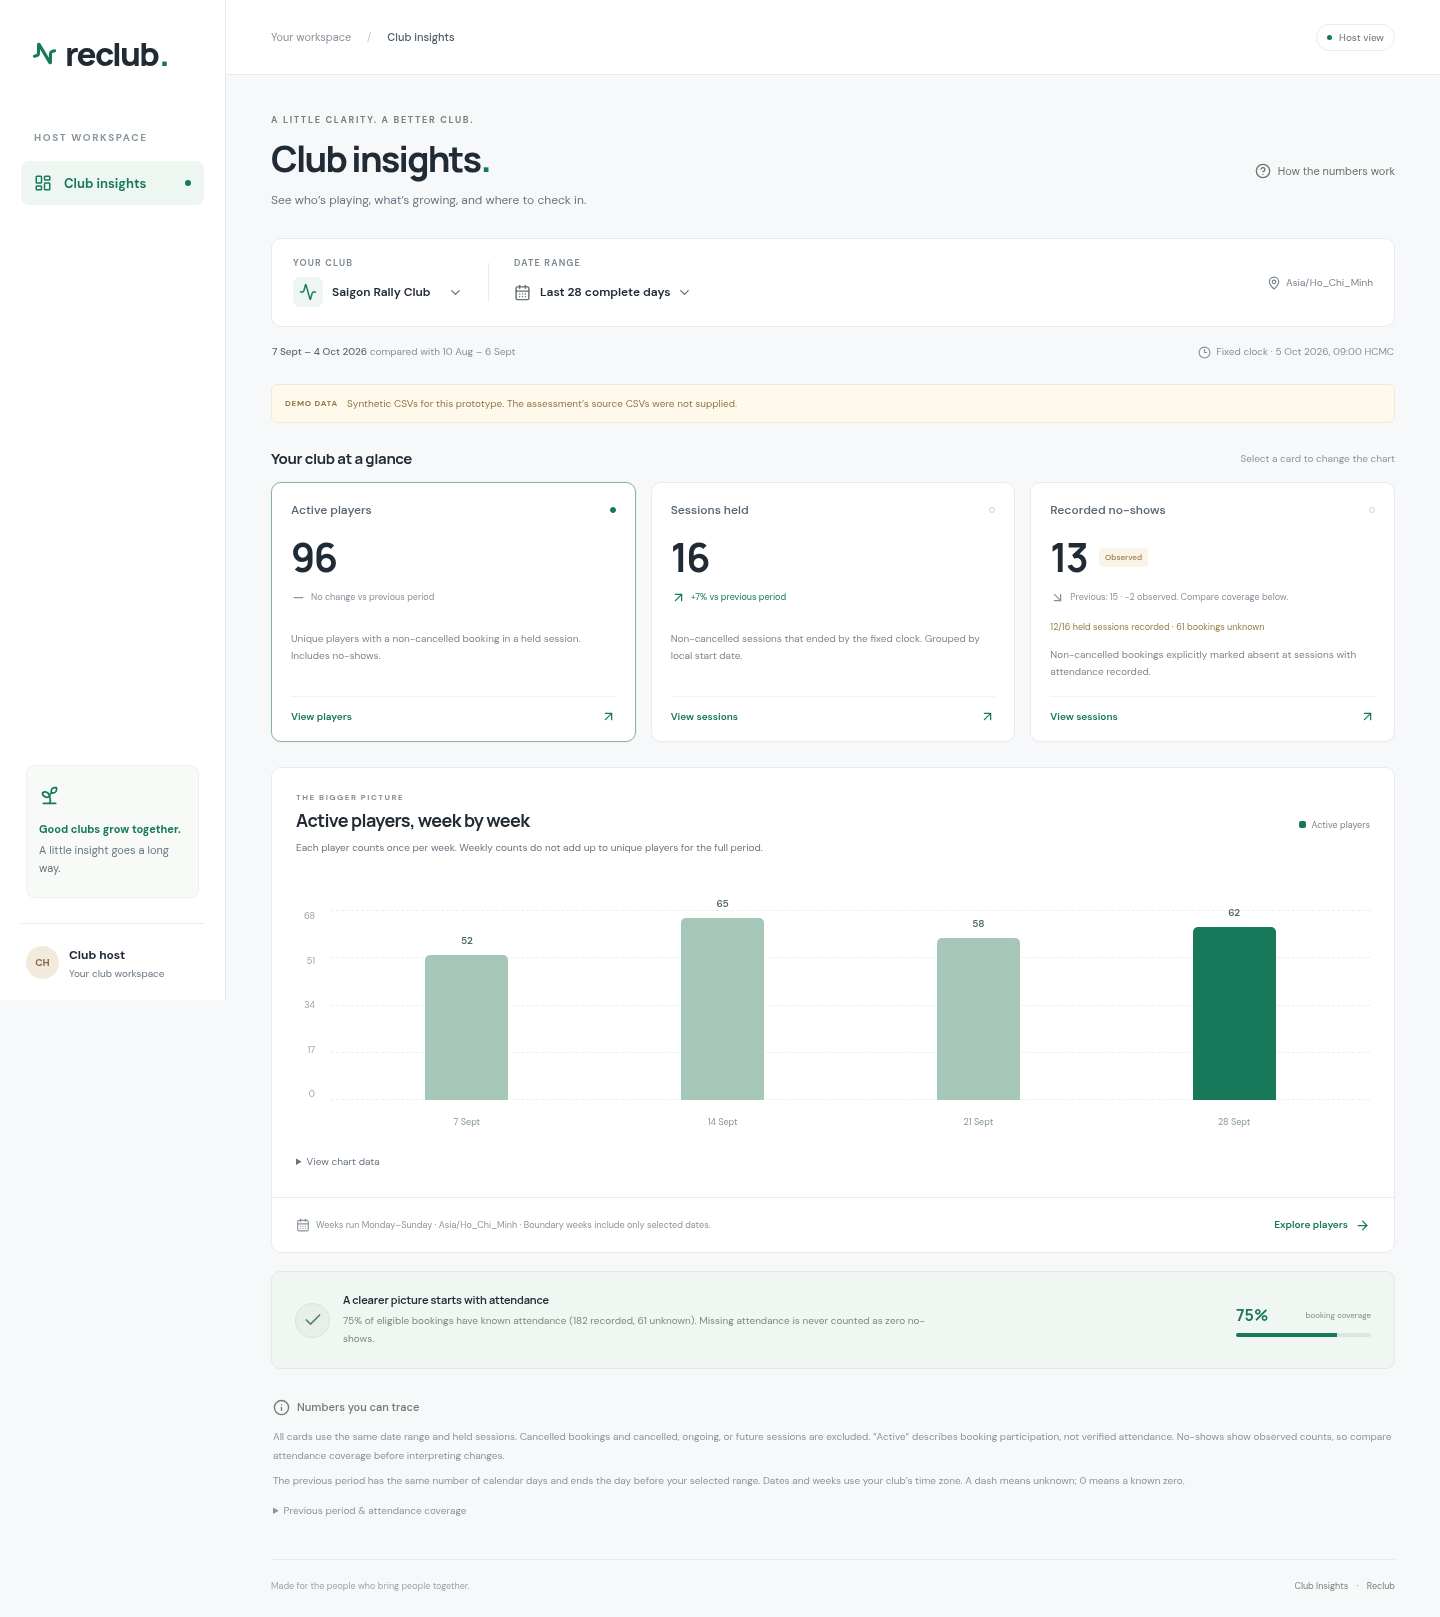 reclub.
HOST WORKSPACE
Club insights
Good clubs grow together.
A little insight goes a long
way.
CH
Club host
Your club workspace
Your workspace / Club insights
Host view
A LITTLE CLARITY. A BETTER CLUB.
Club insights.
How the numbers work
See who’s playing, what’s growing, and where to check in.
YOUR CLUB
Saigon Rally Club
DATE RANGE
Last 28 complete days
Asia/Ho_Chi_Minh
7 Sept – 4 Oct 2026 compared with 10 Aug – 6 Sept
Fixed clock · 5 Oct 2026, 09:00 HCMC
DEMO DATA Synthetic CSVs for this prototype. The assessment’s source CSVs were not supplied.
Your club at a glance
Select a card to change the chart
Active players
96
No change vs previous period
Unique players with a non-cancelled booking in a held session.
Includes no-shows.
View players
Sessions held
16
+7% vs previous period
Non-cancelled sessions that ended by the fixed clock. Grouped by
local start date.
View sessions
Recorded no-shows
13 Observed
Previous: 15 · −2 observed. Compare coverage below.
12/16 held sessions recorded · 61 bookings unknown
Non-cancelled bookings explicitly marked absent at sessions with
attendance recorded.
View sessions
THE BIGGER PICTURE
Active players, week by week
Active players
Each player counts once per week. Weekly counts do not add up to unique players for the full period.
68
51
34
17
0
52
65
58
62
7 Sept
14 Sept
21 Sept
28 Sept
View chart data
Weeks run Monday–Sunday · Asia/Ho_Chi_Minh · Boundary weeks include only selected dates.
Explore players
A clearer picture starts with attendance
75% of eligible bookings have known attendance (182 recorded, 61 unknown). Missing attendance is never counted as zero no-
shows.
75% booking coverage
Numbers you can trace
All cards use the same date range and held sessions. Cancelled bookings and cancelled, ongoing, or future sessions are excluded. “Active” describes booking participation, not verified attendance. No-shows show observed counts, so compare
attendance coverage before interpreting changes.
The previous period has the same number of calendar days and ends the day before your selected range. Dates and weeks use your club’s time zone. A dash means unknown; 0 means a known zero.
Previous period & attendance coverage
Made for the people who bring people together.
Club Insights · Reclub